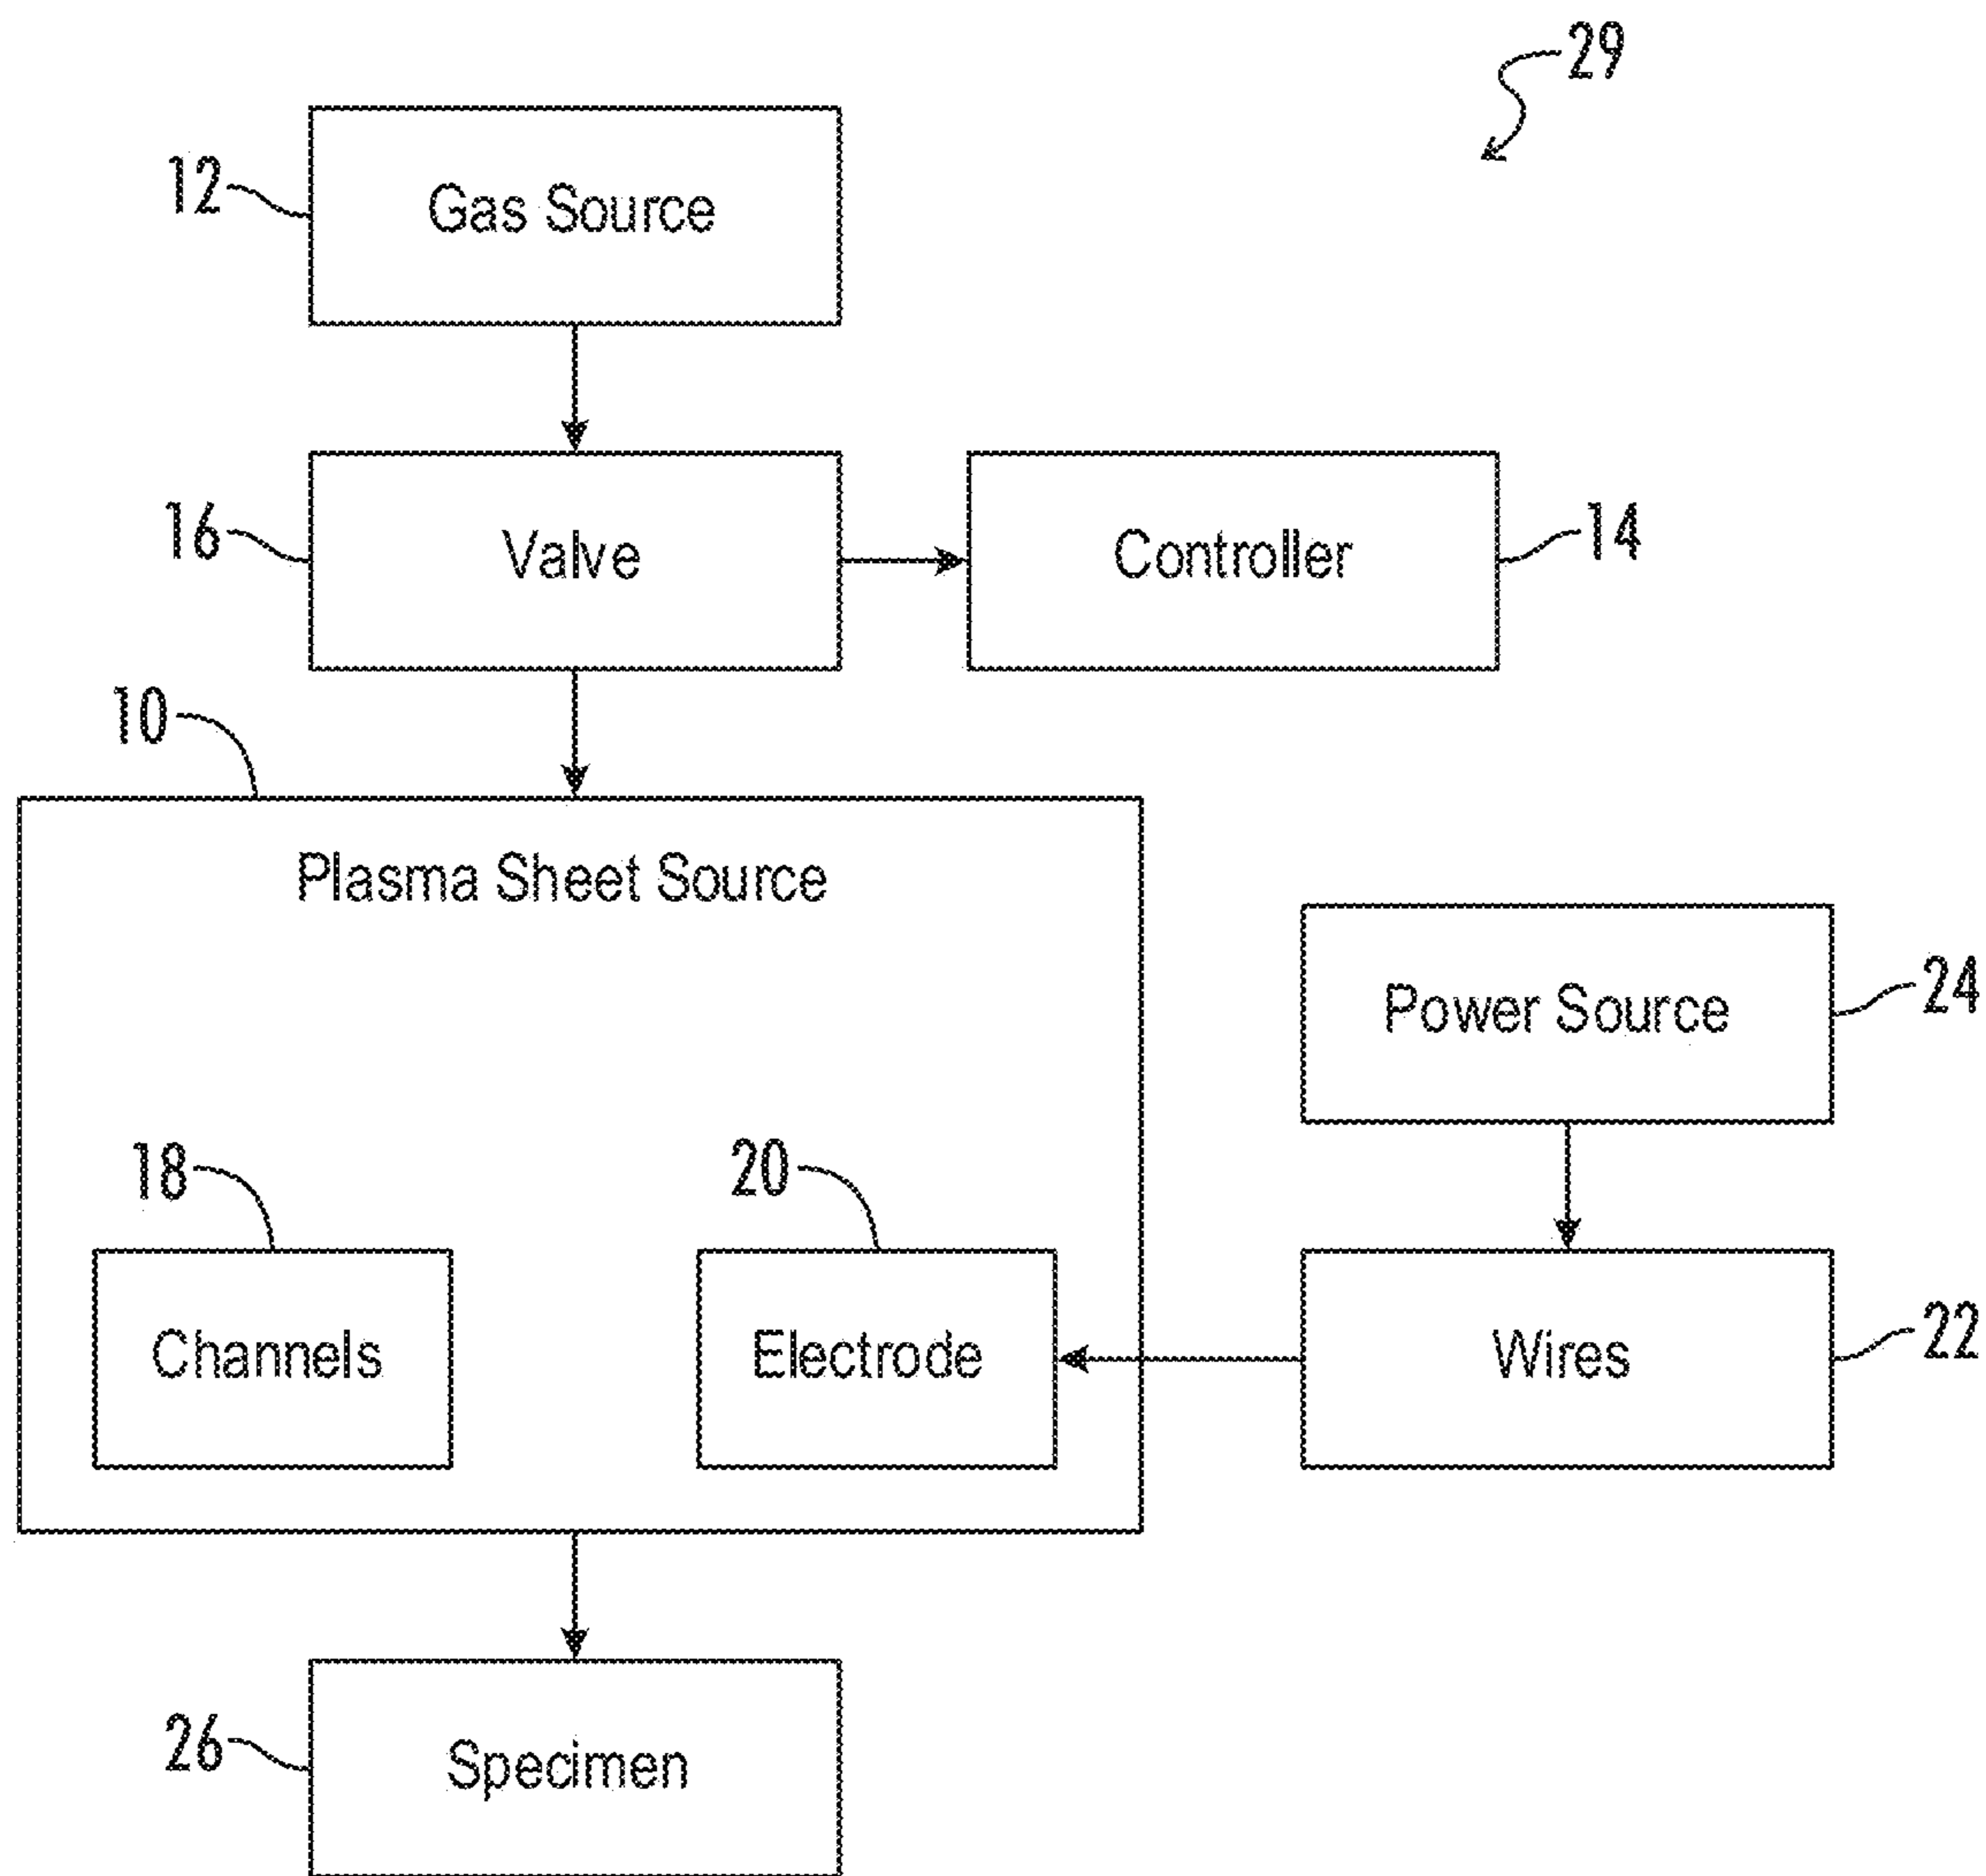 29
12
Gas Source
16
Valve
Controller
14
10
Plasma Sheet Source
Power Source
24
18
20
Channels
Electrode
Wires
22
26
Specimen